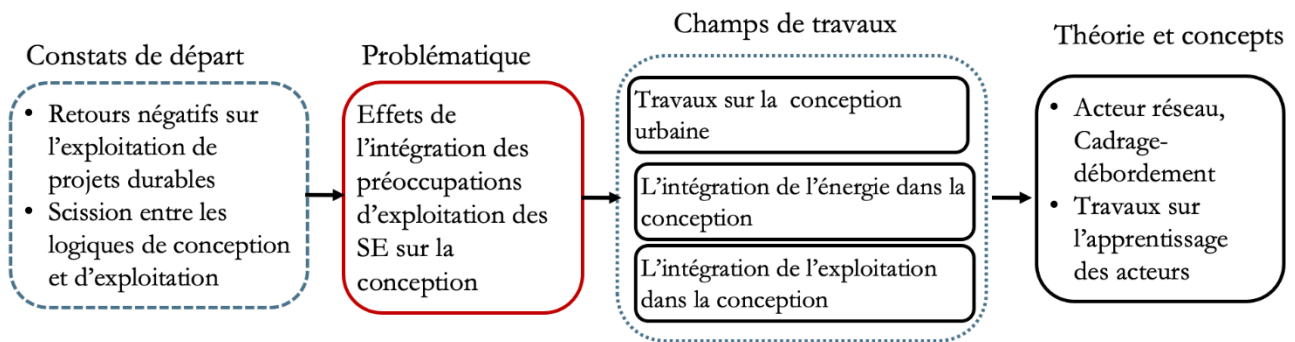 Constats de départ
• Retours négatifs sur
l'exploitation de
projets durables
• Scission entre les
logiques de conception
et d'exploitation
Problématique
Effets de
l'intégration des
préoccupations
d'exploitation des
SE sur la
conception
Champs de travaux
Travaux sur la conception
urbaine
L'intégration de l'énergie dans la
conception
L'intégration de l'exploitation
dans la conception
Théorie et concepts
• Acteur réseau,
Cadrage-
débordement
• Travaux sur
l'apprentissage
des acteurs